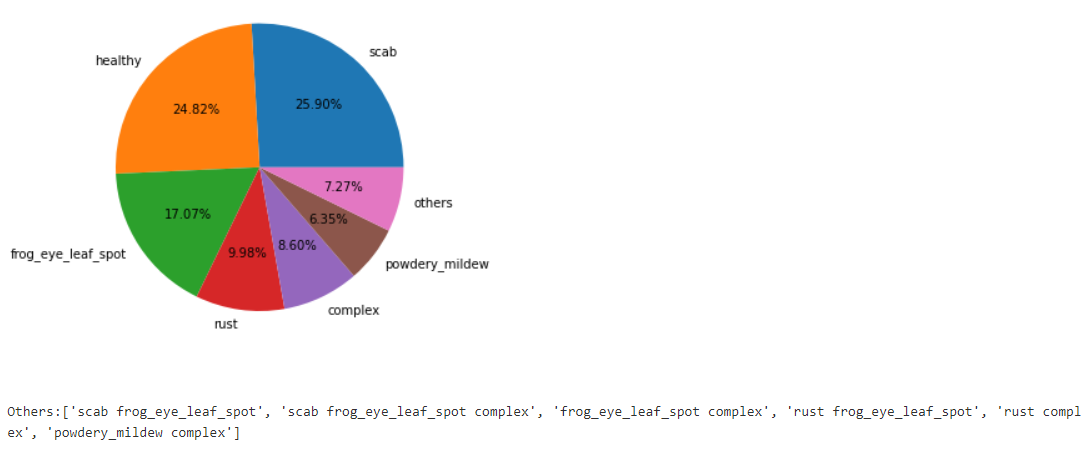 scab
healthy
25.90%
24.82%
7.27%
others
17.07%
6.35%
8.60%
9.98%
frog_eye_leaf_spot
powdery_mildew
complex
rust
Others:['scab frog_eye_leaf_spot', 'scab frog_eye_leaf_spot complex', 'frog_eye_leaf_spot complex', 'rust frog_eye_leaf_spot', 'rust compl
ex', 'powdery_mildew complex']